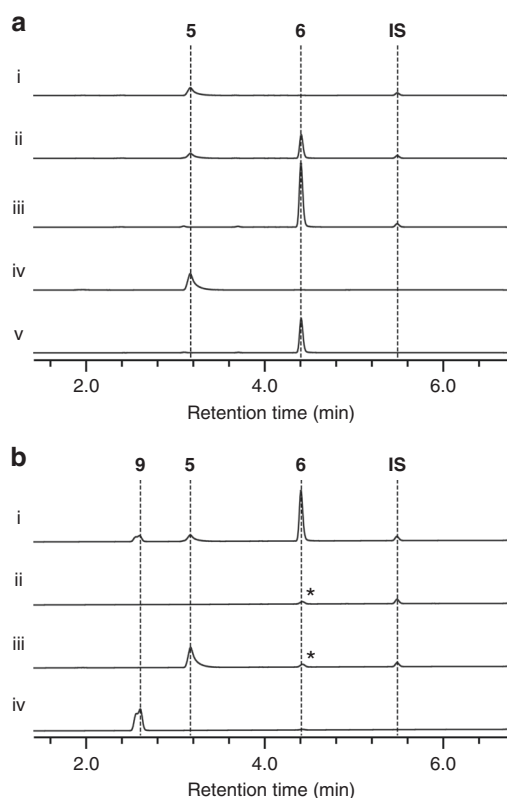 a
5 6 IS
i
ii
iii
iv
v
2.0 4.0 6.0
Retention time (min)
b
9 5 6 IS
i
ii *
iii *
iv
2.0 4.0 6.0
Retention time (min)